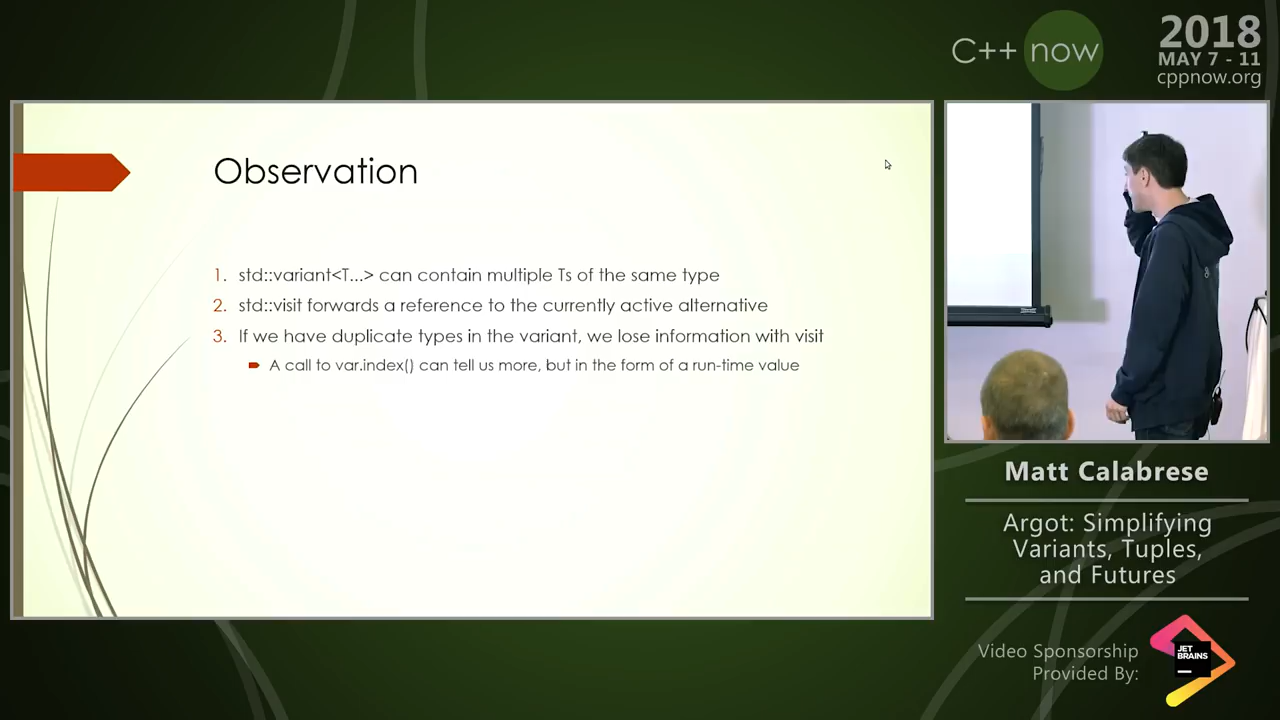 C++ now
2018
MAY 7 - 11
cppnow.org
Observation
1. std::variant<T...> can contain multiple Ts of the same type
2. std::visit forwards a reference to the currently active alternative
3. If we have duplicate types in the variant, we lose information with visit
A call to var.index() can tell us more, but in the form of a run-time value
Matt Calabrese
Argot: Simplifying
Variants, Tuples,
and Futures
Video Sponsorship
Provided By:
JET
BRAINS